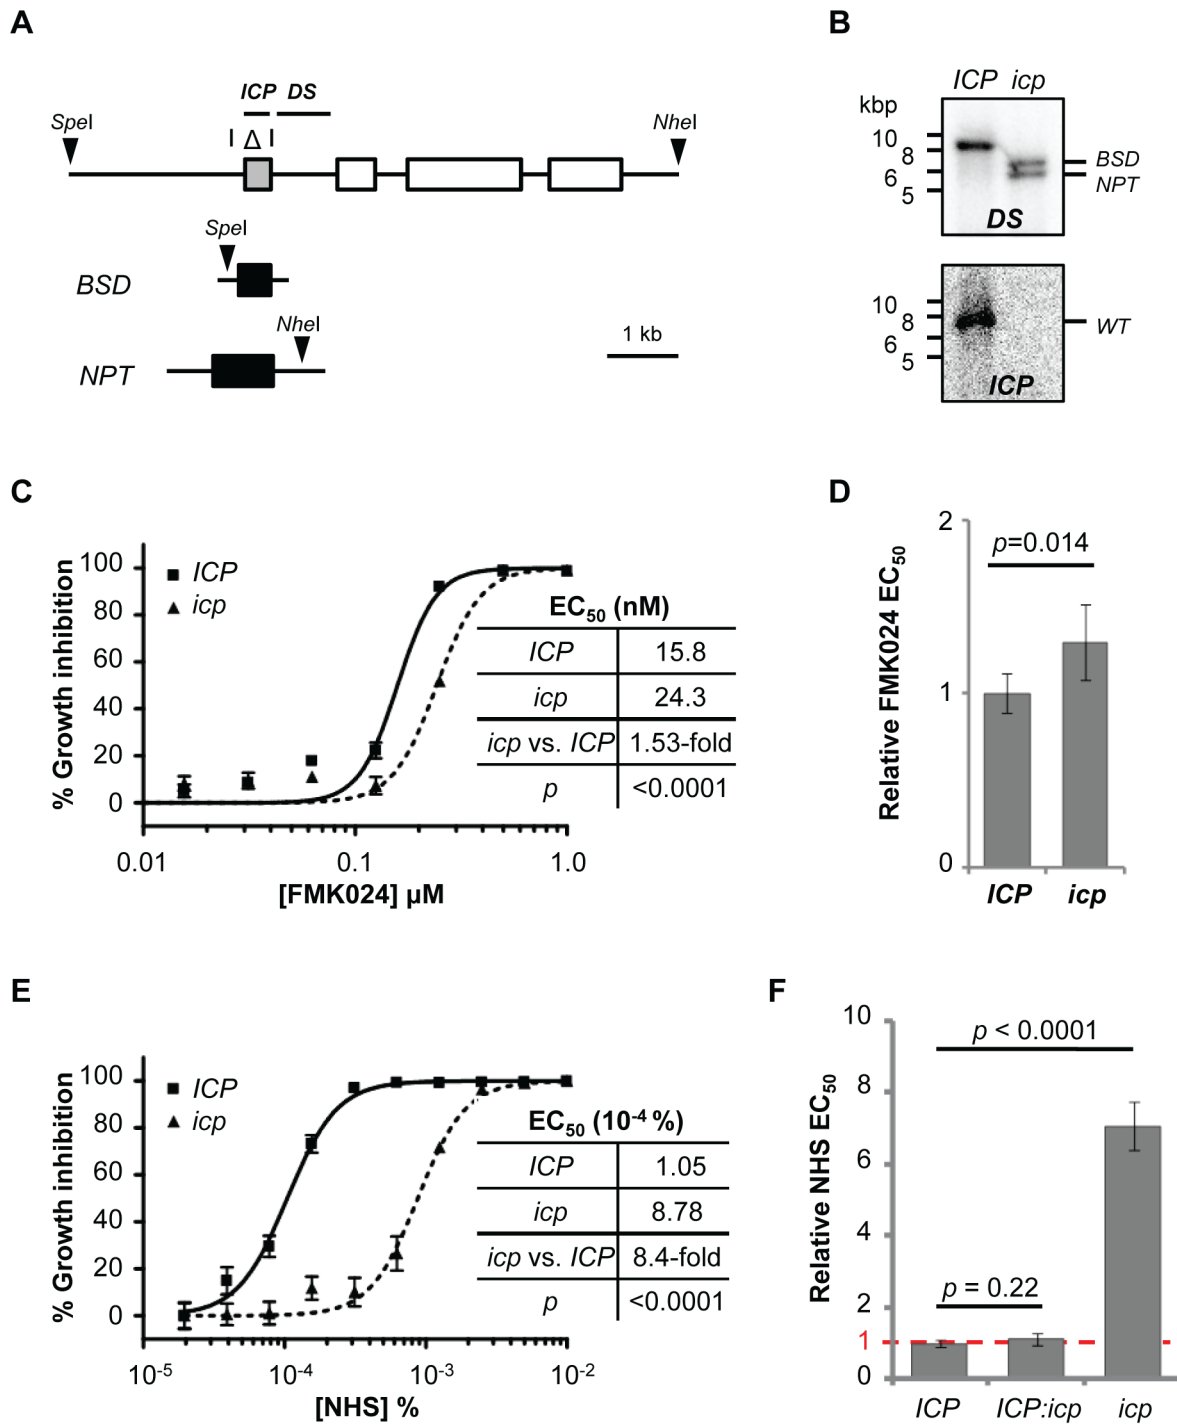 A
ICP DS
SpeI
Δ
NheI
SpeI
BSD
NheI
NPT
1 kb
B
ICP icp
kbp
10
8
6
5
BSD
NPT
DS
10
8
6
5
WT
ICP
C
% Growth inhibition
100
80
60
40
20
0
ICP
icp
EC50 (nM)
ICP 15.8
icp 24.3
icp vs. ICP 1.53-fold
p <0.0001
0.01 0.1 1.0
[FMK024] µM
D
Relative FMK024 EC50
2
1
0
p=0.014
ICP icp
E
% Growth inhibition
100
80
60
40
20
0
ICP
icp
EC50 (10-4 %)
ICP 1.05
icp 8.78
icp vs. ICP 8.4-fold
p <0.0001
10-5 10-4 10-3 10-2
[NHS] %
F
Relative NHS EC50
10
8
6
4
2
1
0
p < 0.0001
p = 0.22
ICP ICP:icp icp